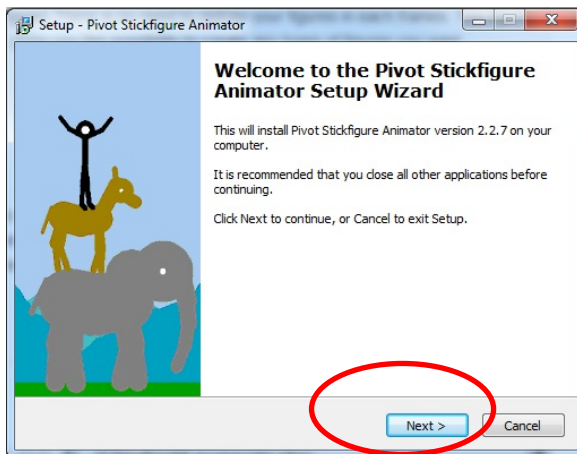 Setup - Pivot Stickfigure Animator
Welcome to the Pivot Stickfigure
Animator Setup Wizard
This will install Pivot Stickfigure Animator version 2.2.7 on your
computer.
It is recommended that you close all other applications before
continuing.
Click Next to continue, or Cancel to exit Setup.
Next >
Cancel